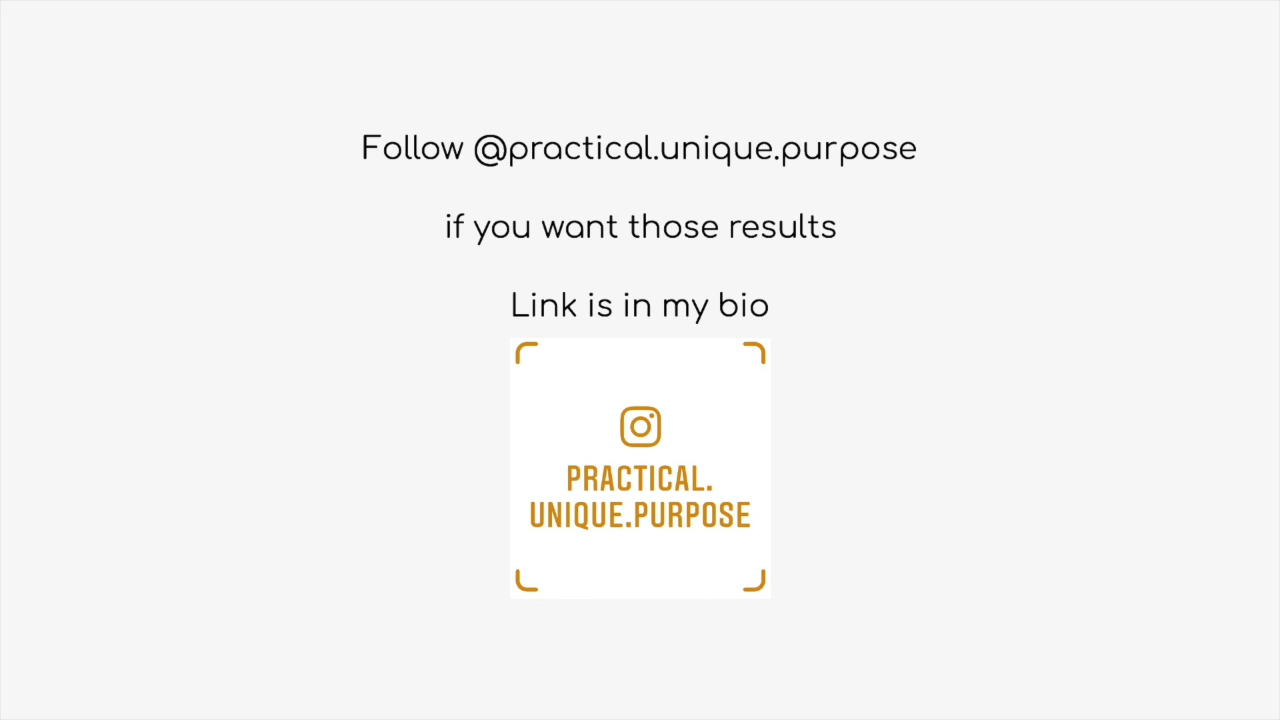 Follow @practical.unique.purpose
if you want those results
Link is in my bio
PRACTICAL.
UNIQUE.PURPOSE